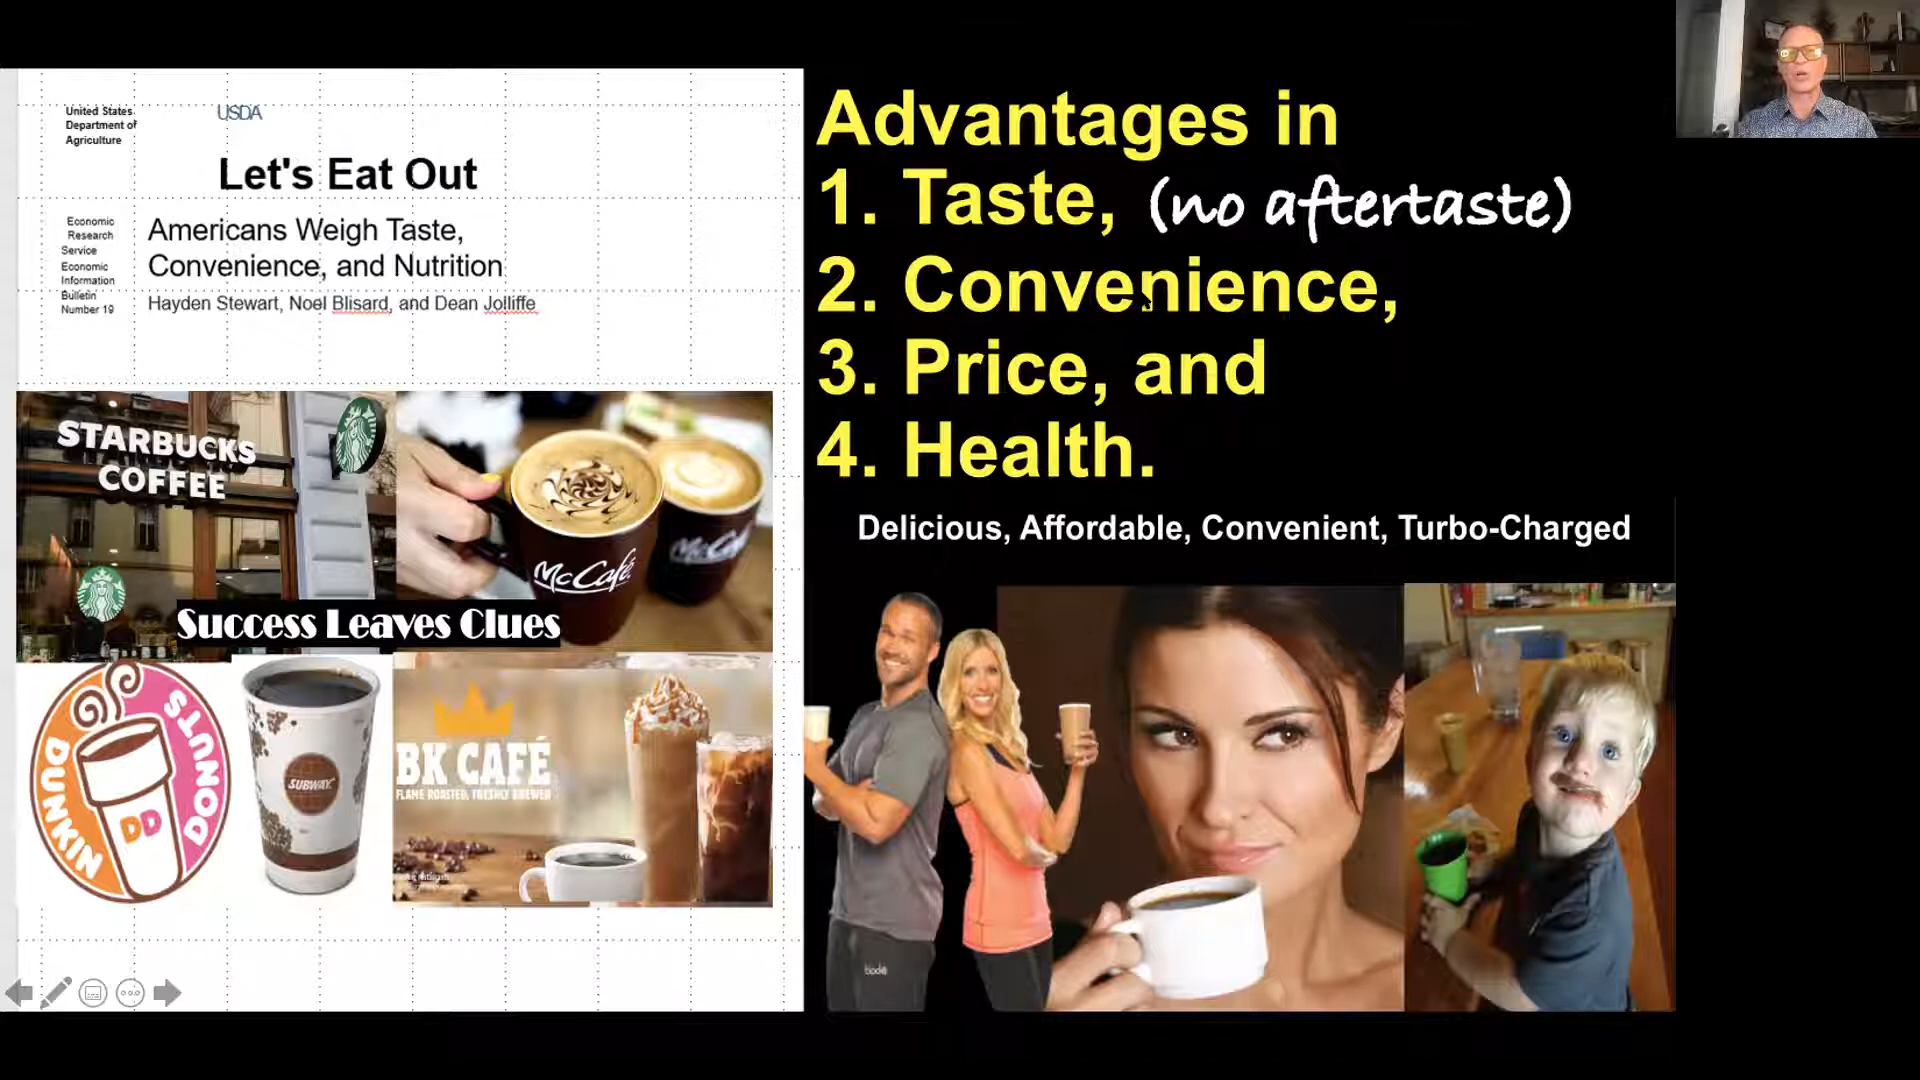 United States
Department of
Agriculture
USDA
Let's Eat Out
Economic
Research
Service
Economic
Information
Bulletin
Number 19
Americans Weigh Taste,
Convenience, and Nutrition
Hayden Stewart, Noel Blisard, and Dean Jolliffe
STARBUCKS
COFFEE
McCafé
McCafé
Success Leaves Clues
DUNKIN
DONUTS
DD
SUBWAY
BK CAFÉ
FLAME ROASTED, FRESHLY BREWED
Advantages in
1. Taste, (no aftertaste)
2. Convenience,
3. Price, and
4. Health.
Delicious, Affordable, Convenient, Turbo-Charged